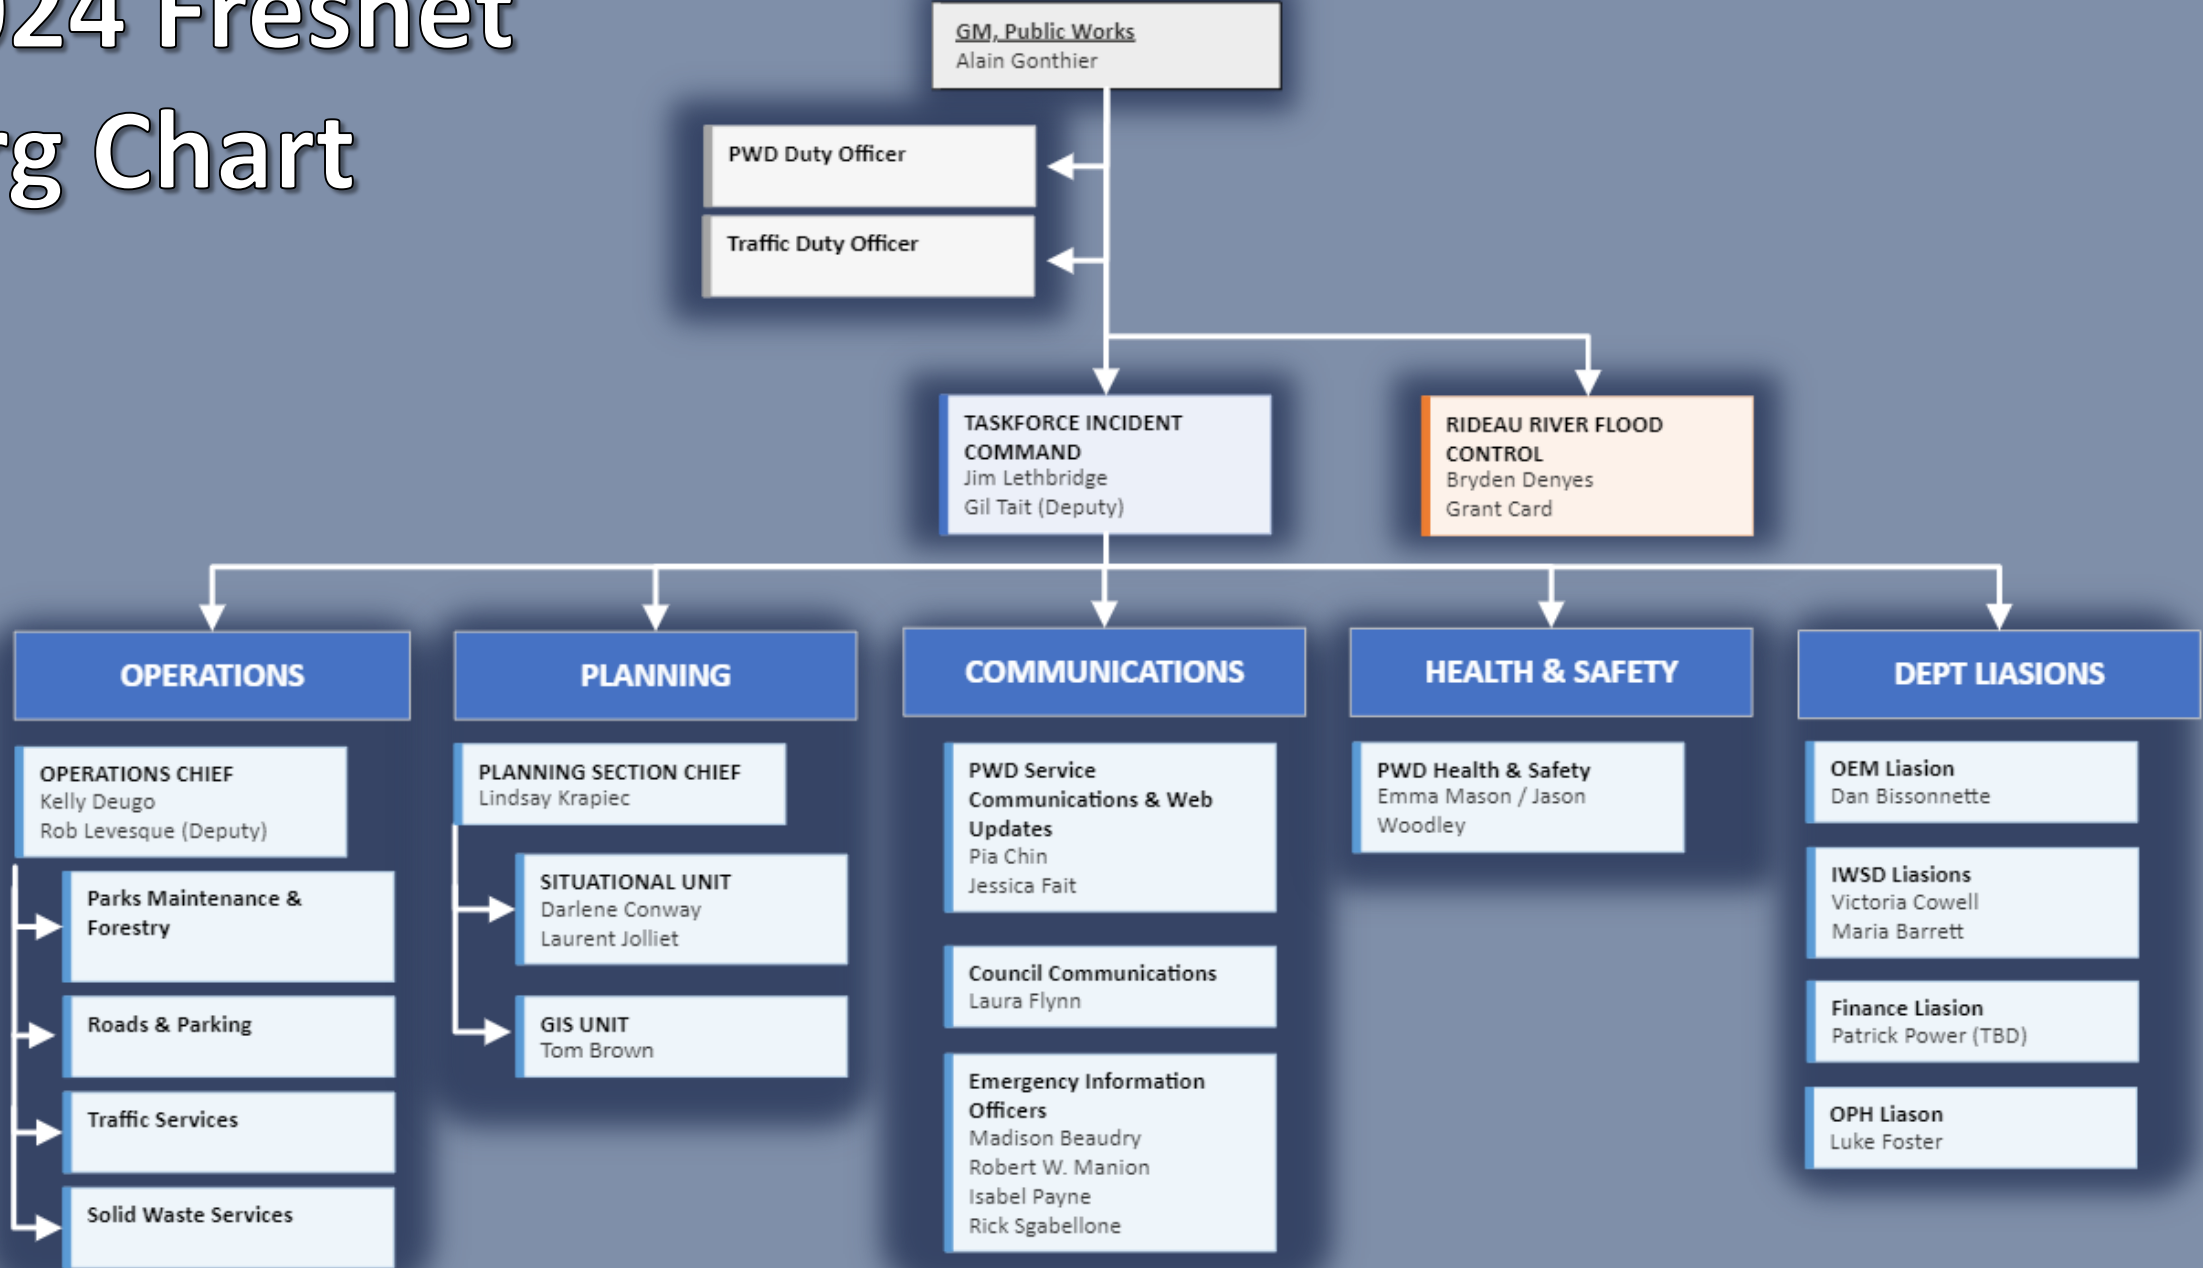 024 Freshet
rg Chart
GM, Public Works
Alain Gonthier
PWD Duty Officer
Traffic Duty Officer
TASKFORCE INCIDENT
COMMAND
Jim Lethbridge
Gil Tait (Deputy)
RIDEAU RIVER FLOOD
CONTROL
Bryden Denyes
Grant Card
OPERATIONS
OPERATIONS CHIEF
Kelly Deugo
Rob Levesque (Deputy)
Parks Maintenance &
Forestry
Roads & Parking
Traffic Services
Solid Waste Services
PLANNING
PLANNING SECTION CHIEF
Lindsay Krapiec
SITUATIONAL UNIT
Darlene Conway
Laurent Jolliet
GIS UNIT
Tom Brown
COMMUNICATIONS
PWD Service
Communications & Web
Updates
Pia Chin
Jessica Fait
Council Communications
Laura Flynn
Emergency Information
Officers
Madison Beaudry
Robert W. Manion
Isabel Payne
Rick Sgabellone
HEALTH & SAFETY
PWD Health & Safety
Emma Mason / Jason
Woodley
DEPT LIASIONS
OEM Liasion
Dan Bissonnette
IWSD Liasions
Victoria Cowell
Maria Barrett
Finance Liasion
Patrick Power (TBD)
OPH Liason
Luke Foster